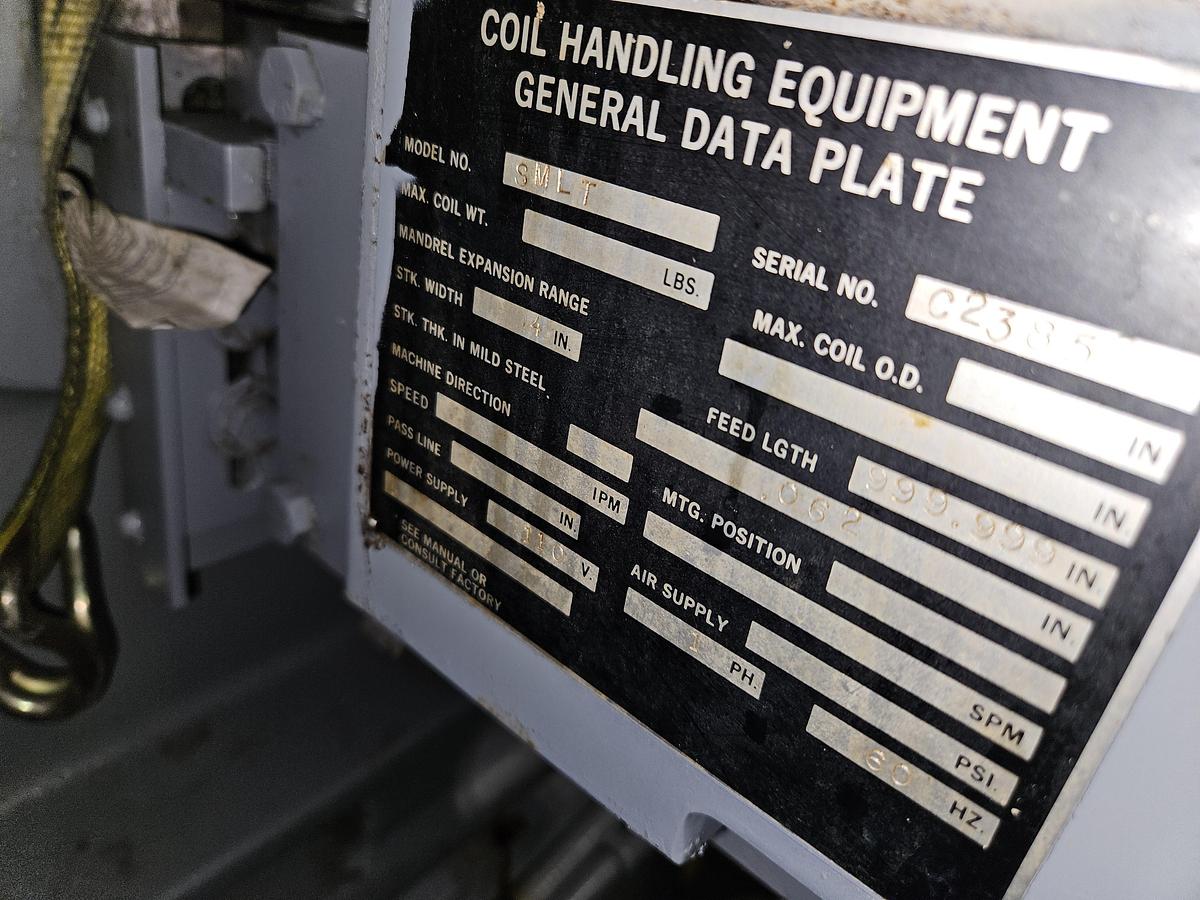 COIL HANDLING EQUIPMENT
GENERAL DATA PLATE
MODEL NO. SMLT SERIAL NO. C2385
MAX. COIL WT. LBS. MAX. COIL O.D. IN
MANDREL EXPANSION RANGE IN.
STK. WIDTH .4 IN. FEED LGTH 999.999 IN.
STK. THK. IN MILD STEEL .062 IN.
MACHINE DIRECTION MTG. POSITION
SPEED IPM SPM
PASS LINE IN. AIR SUPPLY PSI.
POWER SUPPLY 110 V. 1 PH. 60 HZ.
SEE MANUAL OR
CONSULT FACTORY